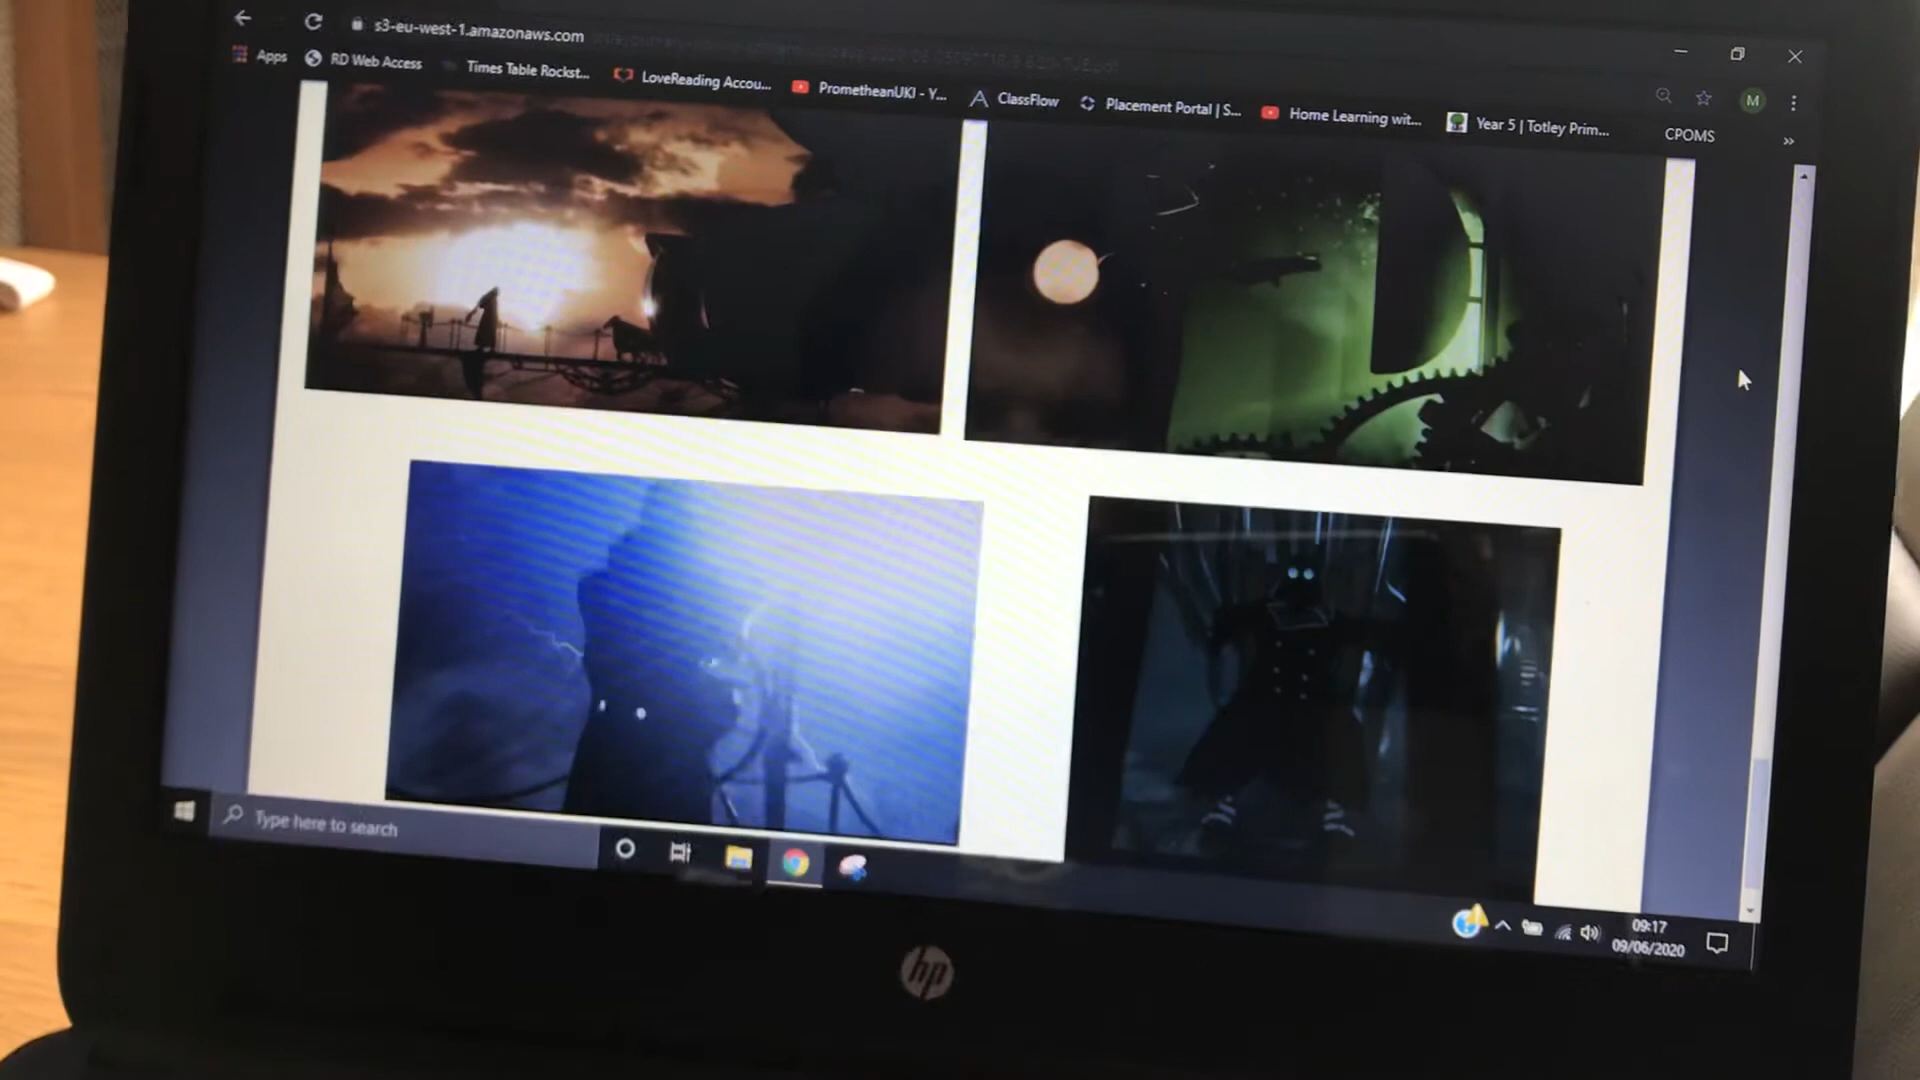 s3-eu-west-1.amazonaws.com
Apps
RD Web Access
Times Table Rockst...
LoveReading Accou...
PrometheanUKI - Y...
ClassFlow
Placement Portal | S...
Home Learning wit...
Year 5 | Totley Prim...
CPOMS
»
M
Type here to search
09:17
09/06/2020
hp